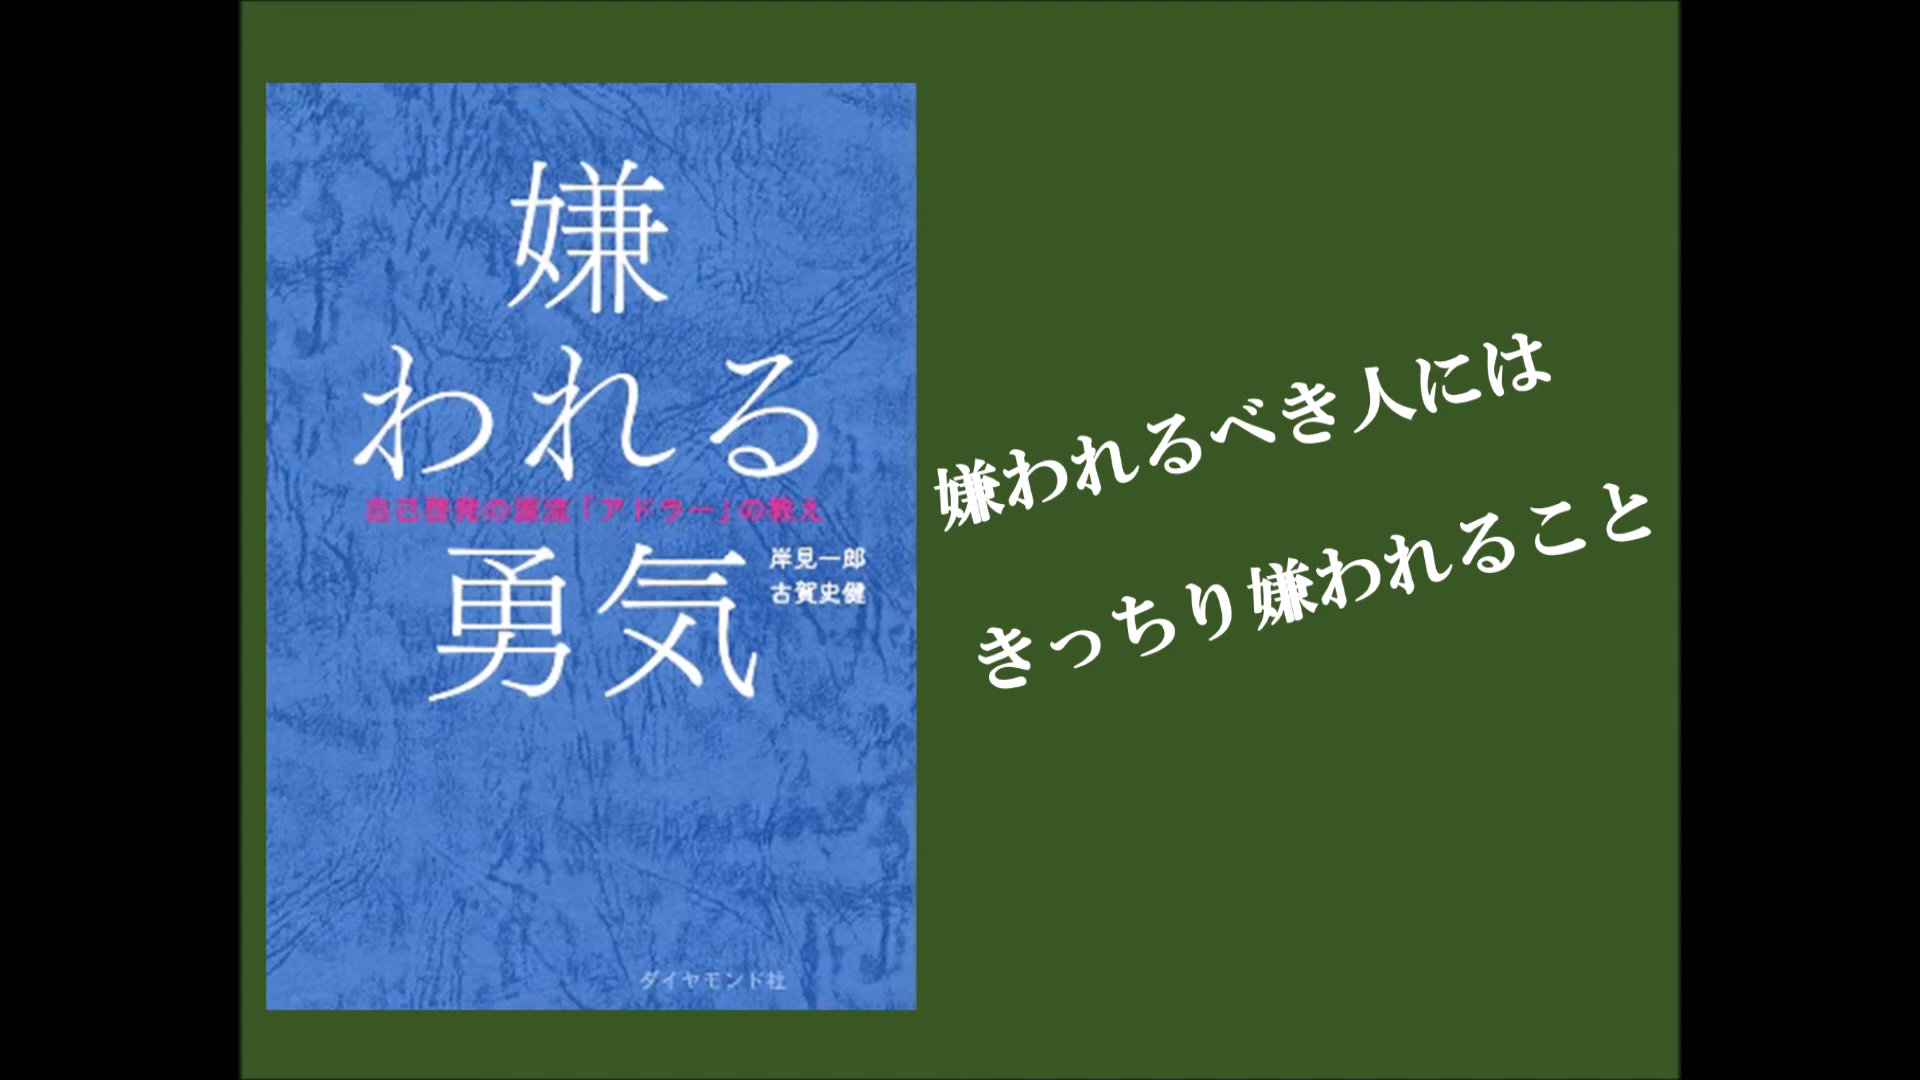 嫌
われる
自己啓発の源流「アドラー」の教え
勇気
岸見一郎
古賀史健
ダイヤモンド社
嫌われるべき人には
きっちり嫌われること